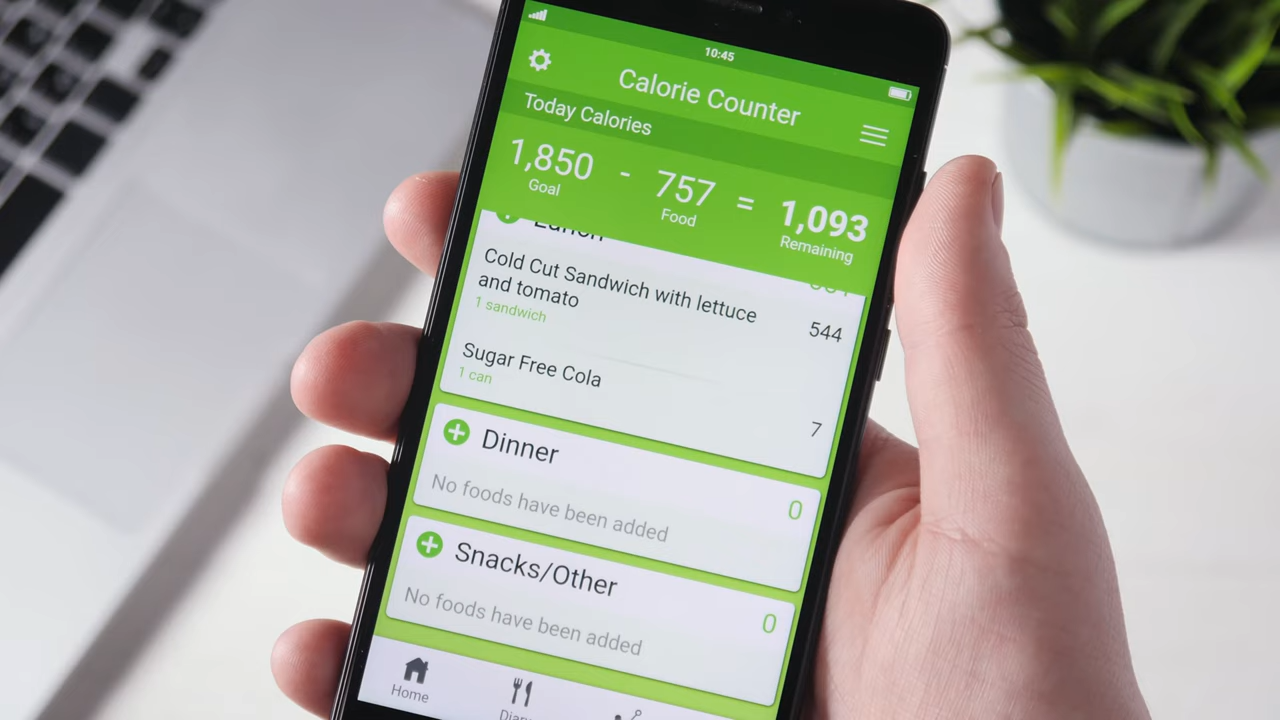 10:45
Calorie Counter
Today Calories
1,850 - 757 = 1,093
Goal Food Remaining
Lunch
Cold Cut Sandwich with lettuce
and tomato
544
1 sandwich
Sugar Free Cola
1 can
7
Dinner
No foods have been added
0
Snacks/Other
No foods have been added
0
Home
Diary